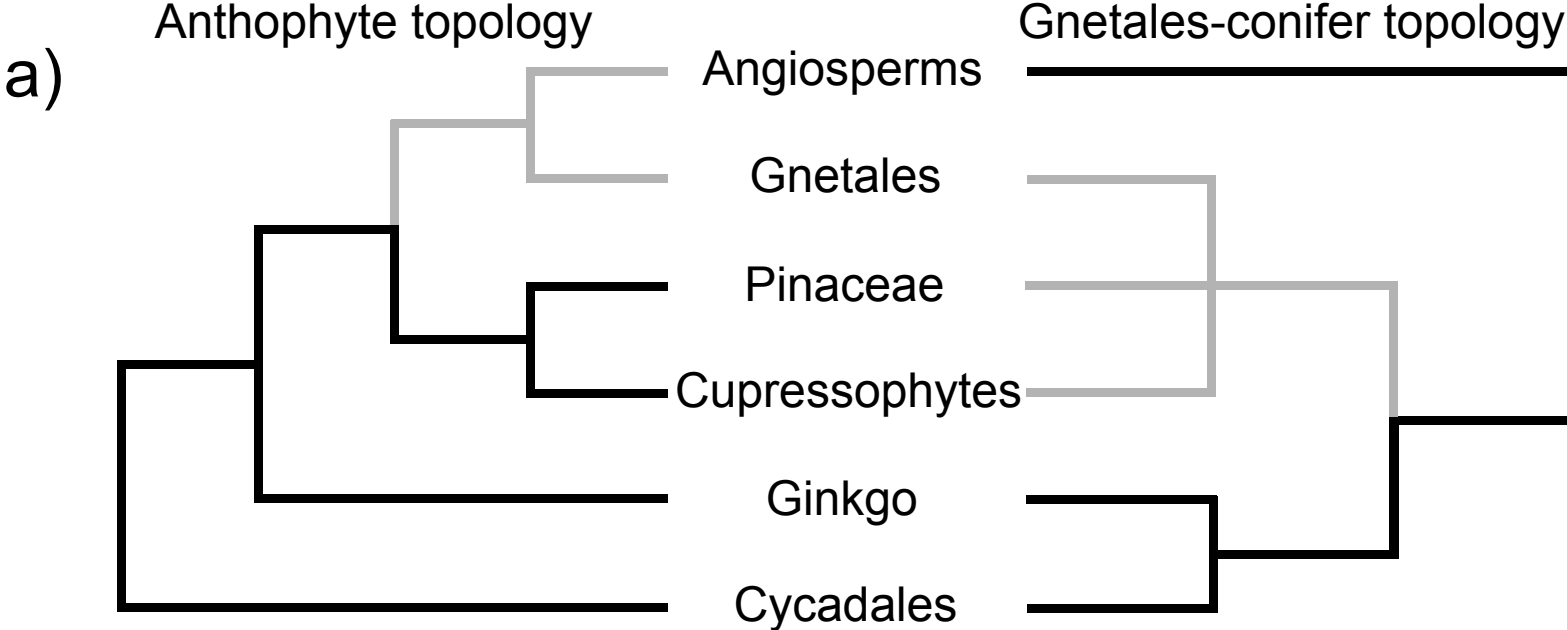 Anthophyte topology
Gnetales-conifer topology
a)
Angiosperms
Gnetales
Pinaceae
Cupressophytes
Ginkgo
Cycadales